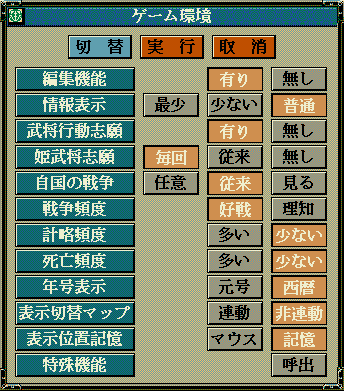 ゲーム環境
切替 実行 取消
編集機能 有り 無し
情報表示 最少 少ない 普通
武将行動志願 有り 無し
姫武将志願 毎回 従来 無し
自国の戦争 任意 従来 見る
戦争頻度 好戦 理知
計略頻度 多い 少ない
死亡頻度 多い 少ない
年号表示 元号 西暦
表示切替マップ 連動 非連動
表示位置記憶 マウス 記憶
特殊機能 呼出